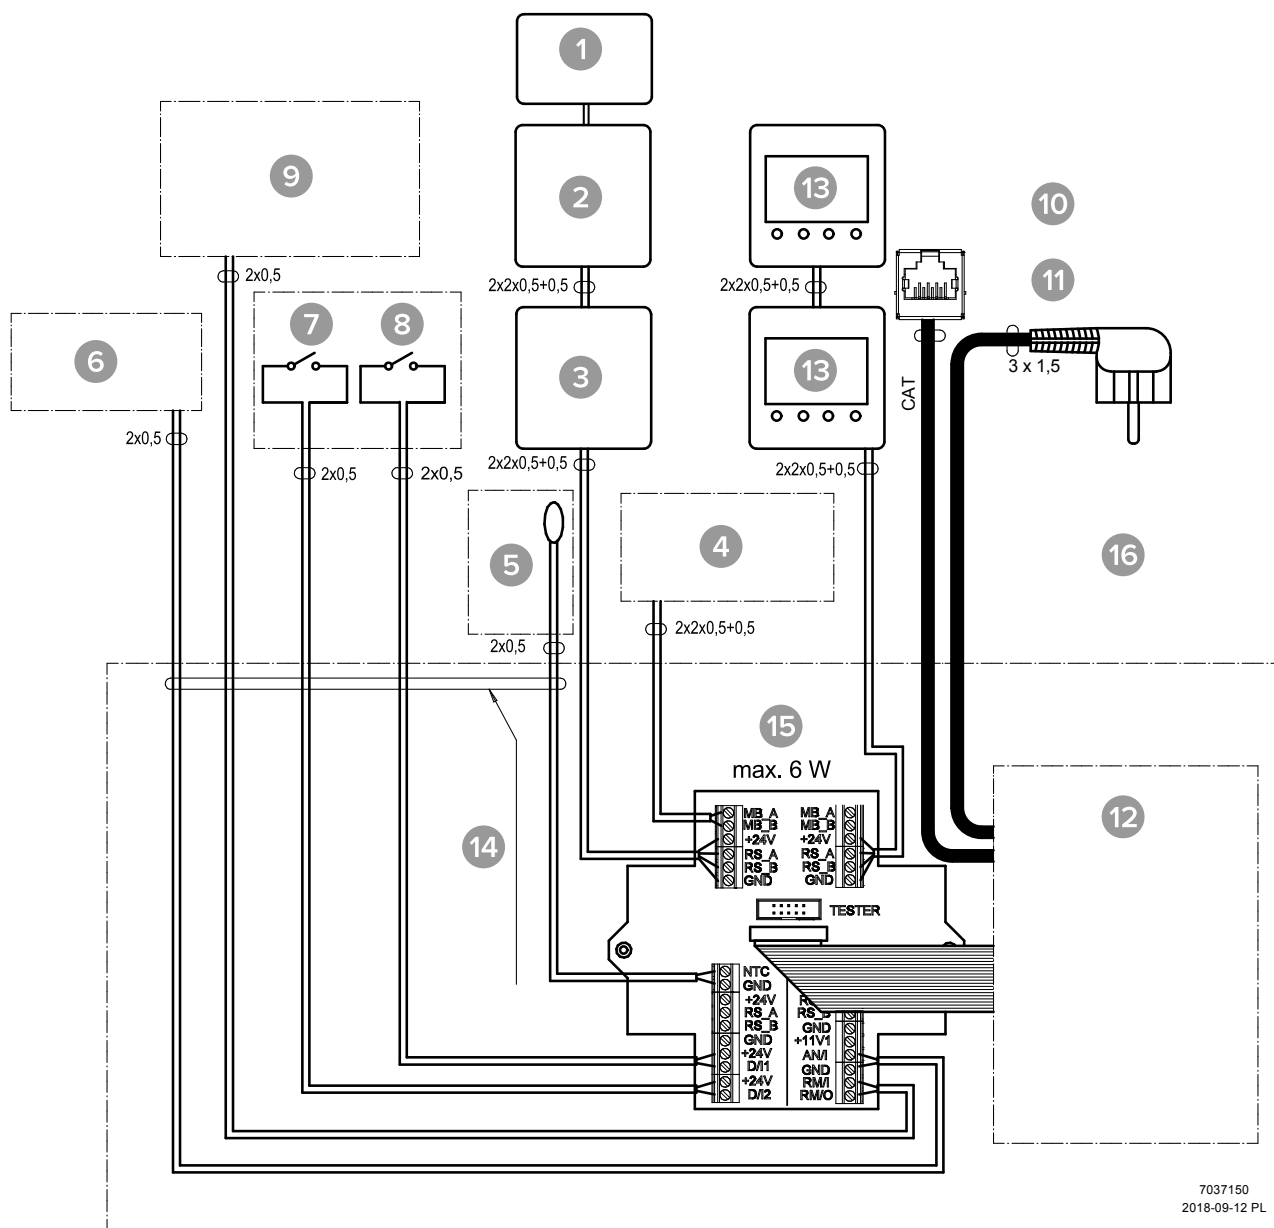 1
9
2
13
10
2x0,5
11
2x2x0,5+0,5
2x2x0,5+0,5
7
8
6
3
13
3 x 1,5
CAT
2x0,5
2x2x0,5+0,5
2x2x0,5+0,5
2x0,5
2x0,5
4
16
5
2x2x0,5+0,5
2x0,5
15
max. 6 W
12
14
MB_A
MB_B
+24V
RS_A
RS_B
GND
MB_A
MB_B
+24V
RS_A
RS_B
GND
TESTER
NTC
GND
+24V
RS_A
RS_B
GND
+24V
D/I1
+24V
D/I2
RS_B
GND
+11V1
AN/I
GND
RM/I
RM/O
7037150
2018-09-12 PL